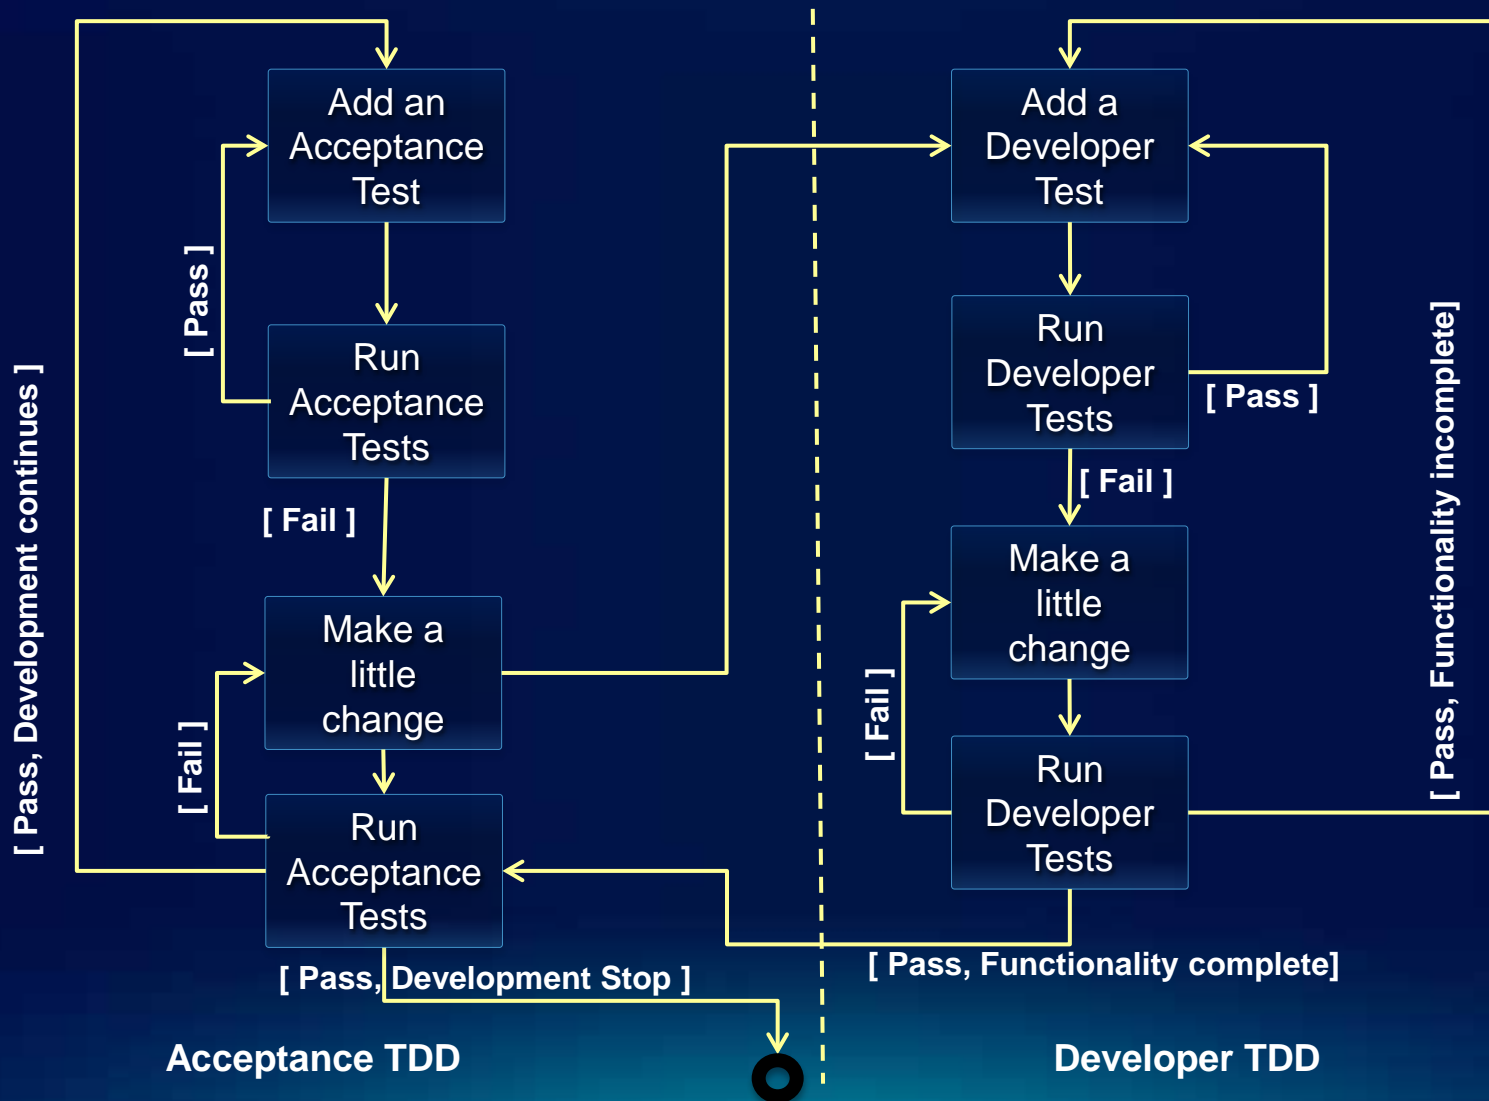 Add an
Acceptance
Test
[ Pass ]
Run
Acceptance
Tests
[ Fail ]
Make a
little
change
[ Fail ]
Run
Acceptance
Tests
[ Pass, Development continues ]
[ Pass, Development Stop ]
Acceptance TDD
Add a
Developer
Test
Run
Developer
Tests
[ Pass ]
[ Fail ]
Make a
little
change
[ Fail ]
Run
Developer
Tests
[ Pass, Functionality incomplete]
[ Pass, Functionality complete]
Developer TDD